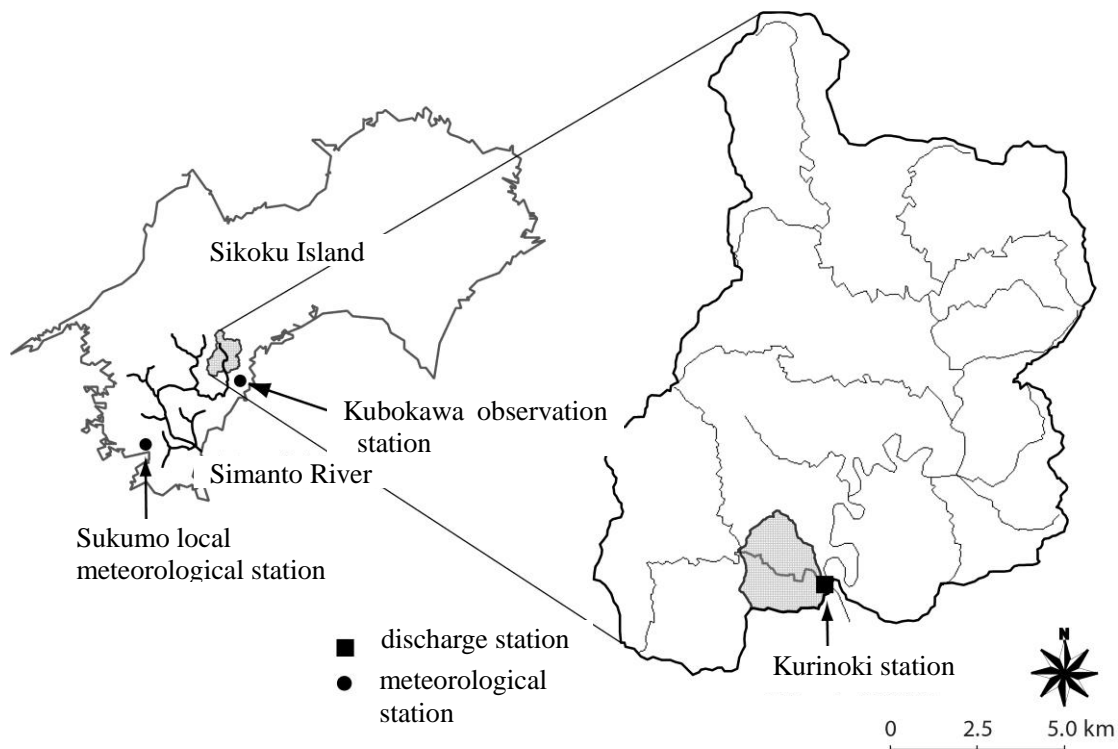 Sikoku Island
Kubokawa observation
station
Simanto River
Sukumo local
meteorological station
discharge station
meteorological
station
Kurinoki station
N
0 2.5 5.0 km